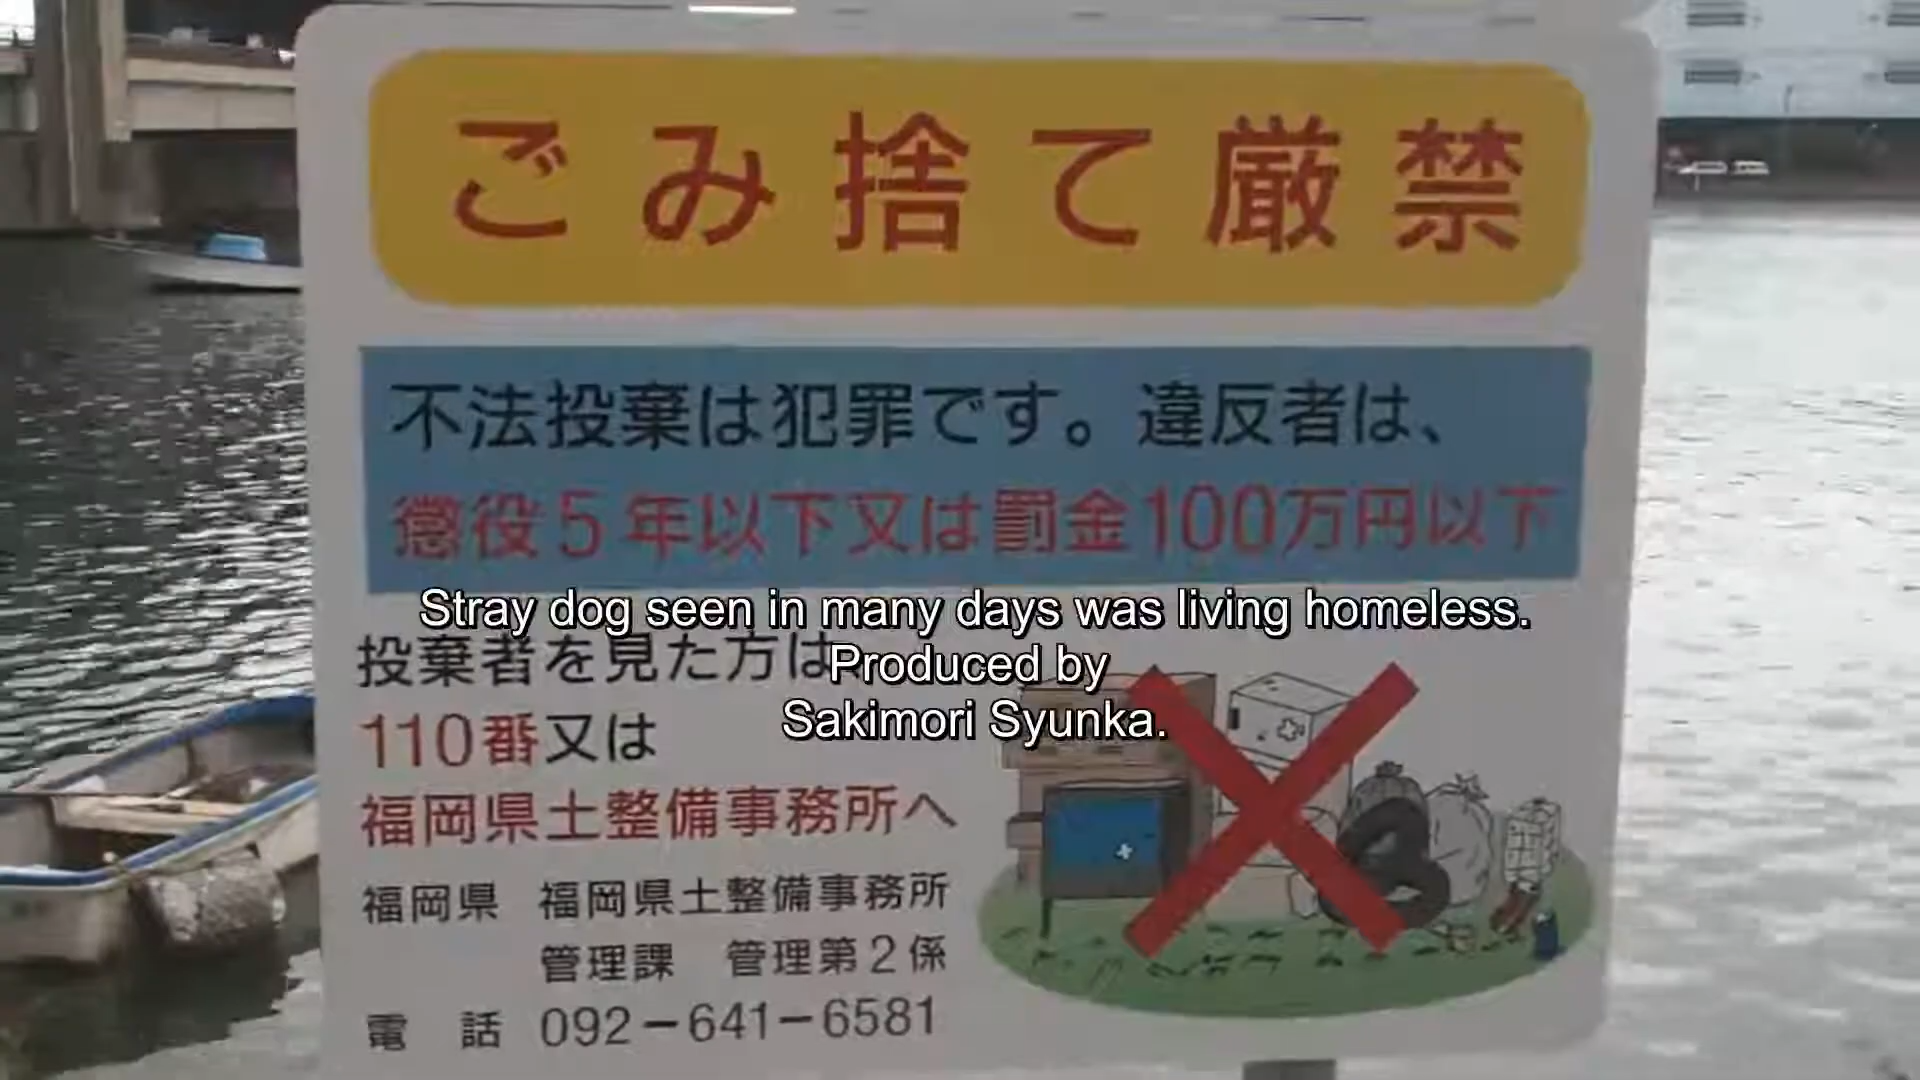 ごみ捨て厳禁
不法投棄は犯罪です。違反者は、
懲役5年以下又は罰金100万円以下
Stray dog seen in many days was living homeless.
投棄者を見た方は、
Produced by
110番又は
Sakimori Syunka.
福岡県土整備事務所へ
福岡県 福岡県土整備事務所
管理課 管理第2係
電話 092-641-6581